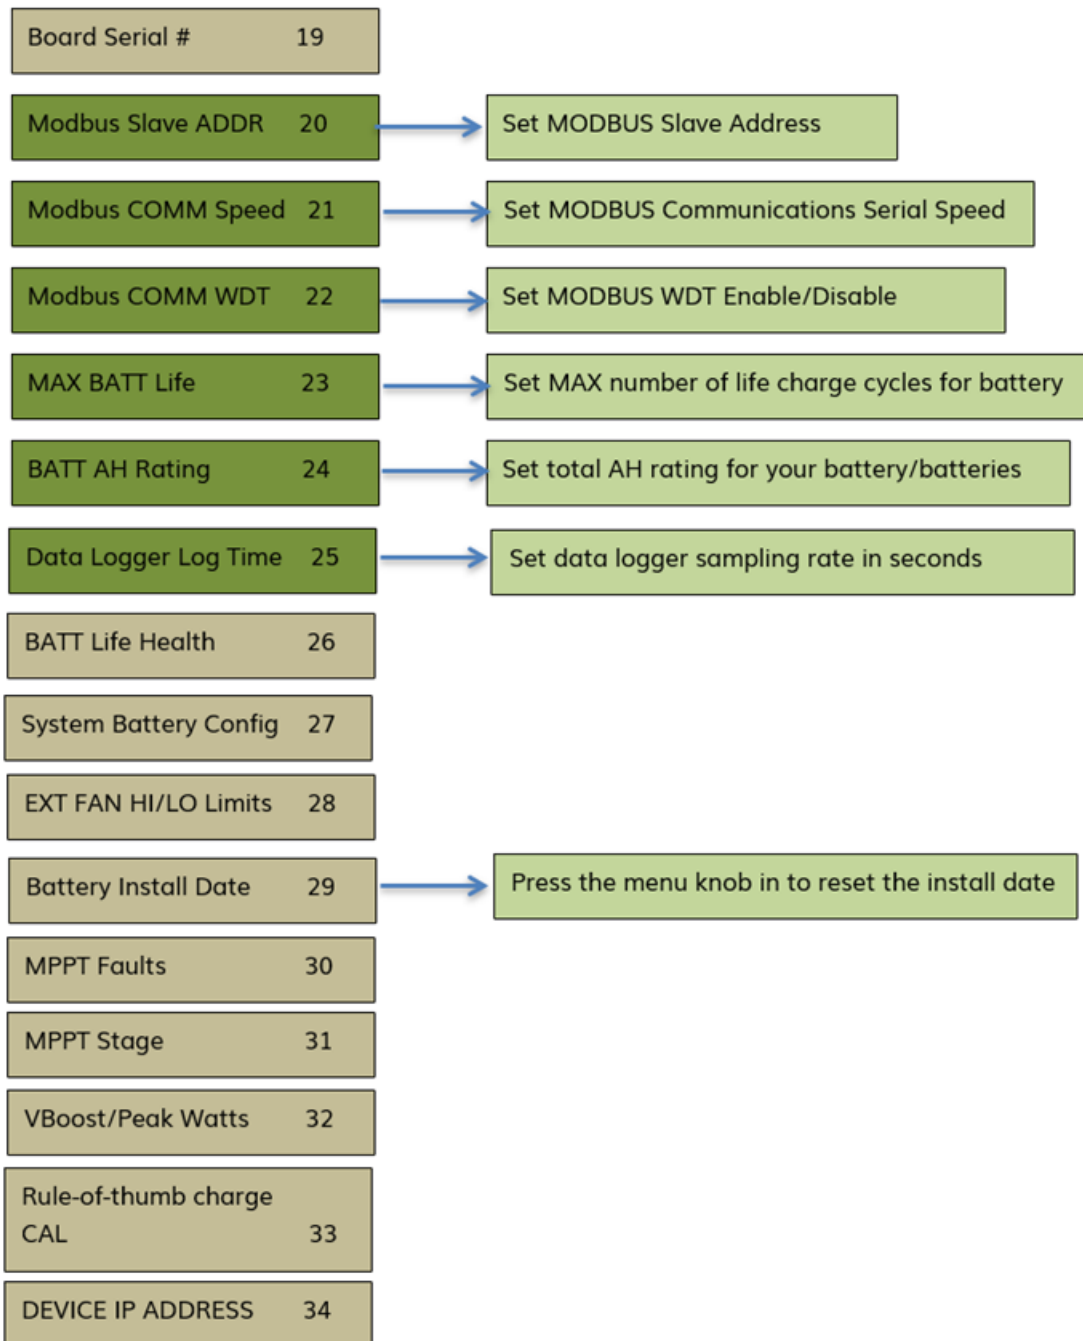 Board Serial # 19
Modbus Slave ADDR 20 Set MODBUS Slave Address
Modbus COMM Speed 21 Set MODBUS Communications Serial Speed
Modbus COMM WDT 22 Set MODBUS WDT Enable/Disable
MAX BATT Life 23 Set MAX number of life charge cycles for battery
BATT AH Rating 24 Set total AH rating for your battery/batteries
Data Logger Log Time 25 Set data logger sampling rate in seconds
BATT Life Health 26
System Battery Config 27
EXT FAN HI/LO Limits 28
Battery Install Date 29 Press the menu knob in to reset the install date
MPPT Faults 30
MPPT Stage 31
VBoost/Peak Watts 32
Rule-of-thumb charge
CAL 33
DEVICE IP ADDRESS 34